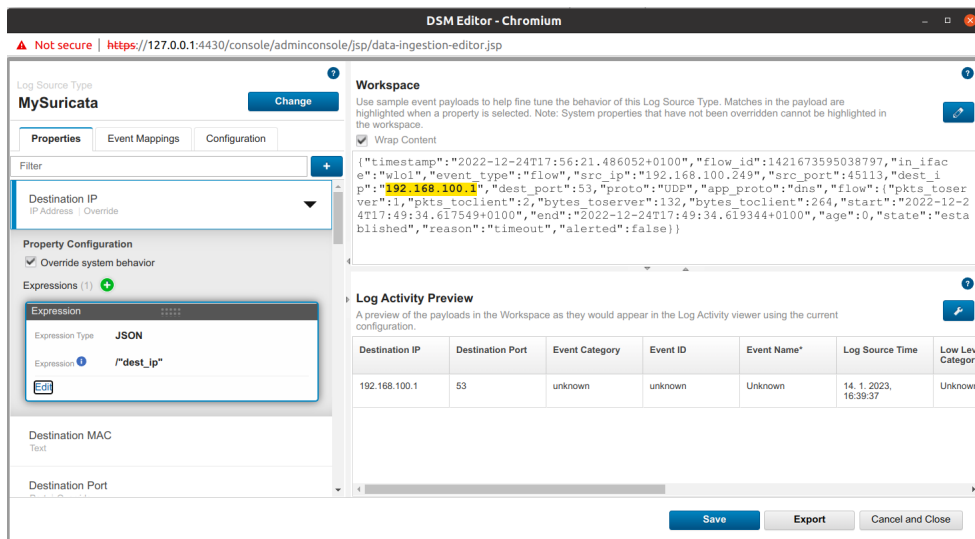 DSM Editor - Chromium
Not secure | https://127.0.0.1:4430/console/adminconsole/jsp/data-ingestion-editor.jsp
Log Source Type
MySuricata
Change
Properties Event Mappings Configuration
Filter
Destination IP
IP Address | Override
Property Configuration
Override system behavior
Expressions (1)
Expression
Expression Type JSON
Expression /"dest_ip"
Edit
Destination MAC
Text
Destination Port
Workspace
Use sample event payloads to help fine tune the behavior of this Log Source Type. Matches in the payload are
highlighted when a property is selected. Note: System properties that have not been overridden cannot be highlighted in
the workspace.
Wrap Content
{"timestamp":"2022-12-24T17:56:21.486052+0100","flow_id":1421673595038797,"in_ifac
e":"wlo1","event_type":"flow","src_ip":"192.168.100.249","src_port":45113,"dest_i
p":"192.168.100.1","dest_port":53,"proto":"UDP","app_proto":"dns","flow":{"pkts_toser
ver":1,"pkts_toclient":2,"bytes_toserver":132,"bytes_toclient":264,"start":"2022-12-2
4T17:49:34.617549+0100","end":"2022-12-24T17:49:34.619344+0100","age":0,"state":"esta
blished","reason":"timeout","alerted":false}}
Log Activity Preview
A preview of the payloads in the Workspace as they would appear in the Log Activity viewer using the current
configuration.
Destination IP Destination Port Event Category Event ID Event Name* Log Source Time Low Lev
Categor
192.168.100.1 53 unknown unknown Unknown 14. 1. 2023, Unknown
16:39:37
Save Export Cancel and Close